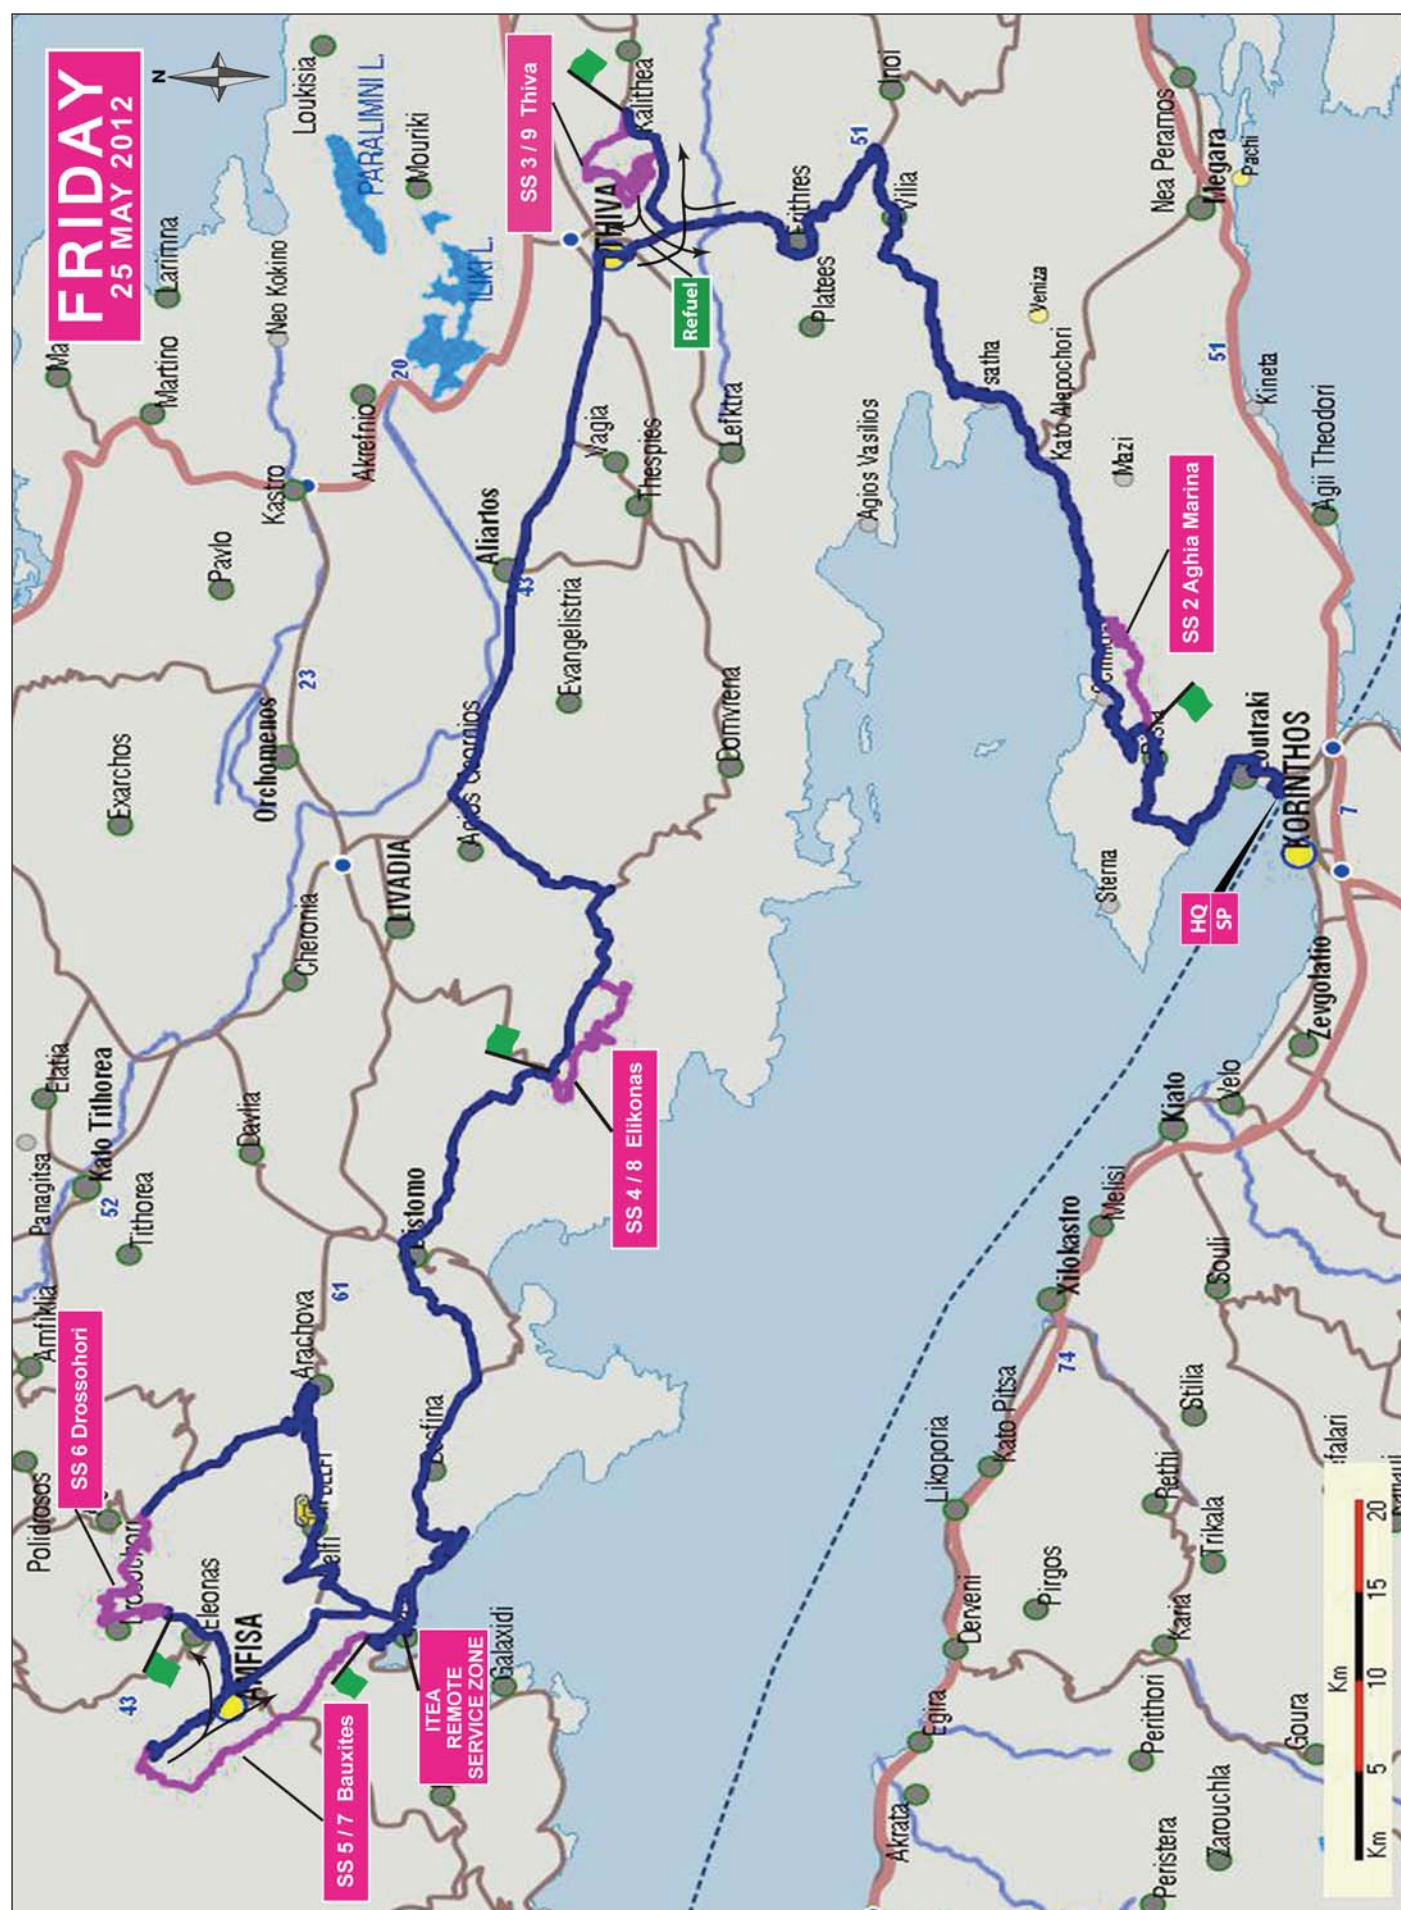 FRIDAY
25 MAY 2012
N
Loukisia
PARALIMNI L.
Mouriki
ILIKI L.
Larimna
Martino
Neo Kokino
Kastro
Akrefnio
20
Pavlo
23
Orchomenos
Exarchos
Cheronia
LIVADIA
Elatia
Panagitsa
Kato Tithorea
52
Tithorea
Davlia
Amfiklia
Polidrosos
SS 6 Drossohori
Eleonas
43
AMFISA
Arachova
61
DELFI
SS 5 / 7 Bauxites
ITEA
REMOTE
SERVICE ZONE
Galaxidi
Distomo
SS 4 / 8 Elikonas
Domvrena
Evangelistria
Aliartos
43
Vagia
Thespies
Lefktra
SS 3 / 9 Thiva
Kalithea
THIVA
Refuel
Inoi
51
Erithres
Vilia
Platees
Agios Vasilios
Veniza
Kato Alepochori
Mazi
Nea Peramos
Megara
Pachi
51
Kineta
Agii Theodori
SS 2 Aghia Marina
Loutraki
KORINTHOS
7
Sterna
HQ
SP
Zevgolatio
Velo
Kiato
Melisi
Xilokastro
Souli
74
Kato Pitsa
Stilia
Rethi
Likoporia
Trikala
Pirgos
Derveni
Karia
Egira
Perithori
Goura
Akrata
Zarouchla
Peristera
Km
Km
5
10
15
20